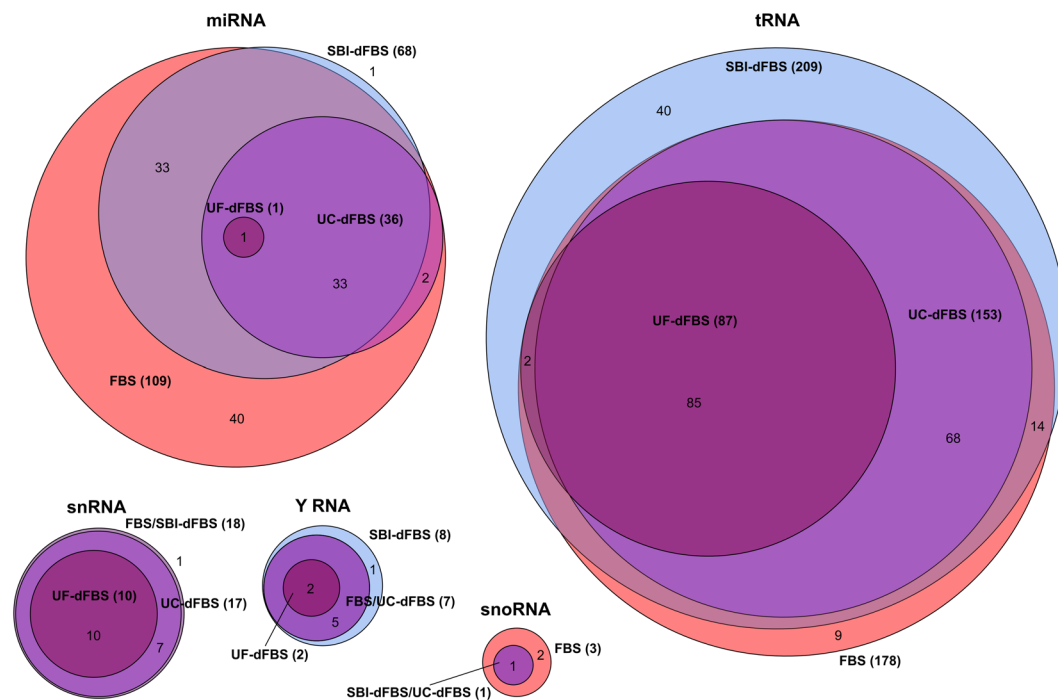 miRNA
SBI-dFBS (68)
1
33
UF-dFBS (1)
1
UC-dFBS (36)
33
2
FBS (109)
40
tRNA
SBI-dFBS (209)
40
UF-dFBS (87)
UC-dFBS (153)
2
85
68
14
9
FBS (178)
snRNA
FBS/SBI-dFBS (18)
1
UF-dFBS (10)
UC-dFBS (17)
10
7
Y RNA
SBI-dFBS (8)
1
2
FBS/UC-dFBS (7)
5
UF-dFBS (2)
snoRNA
FBS (3)
2
1
SBI-dFBS/UC-dFBS (1)